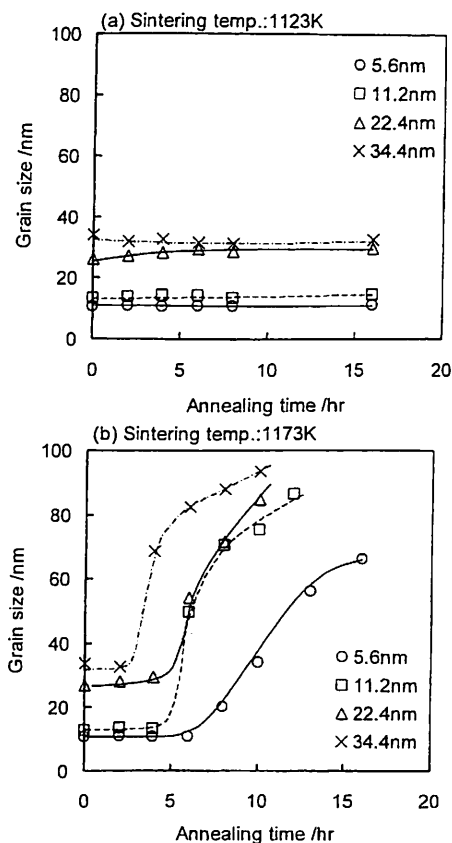 (a) Sintering temp.:1123K
100
80
60
40
20
0
Grain size /nm
5.6nm
11.2nm
22.4nm
34.4nm
0 5 10 15 20
Annealing time /hr
(b) Sintering temp.:1173K
100
80
60
40
20
0
Grain size /nm
5.6nm
11.2nm
22.4nm
34.4nm
0 5 10 15 20
Annealing time /hr